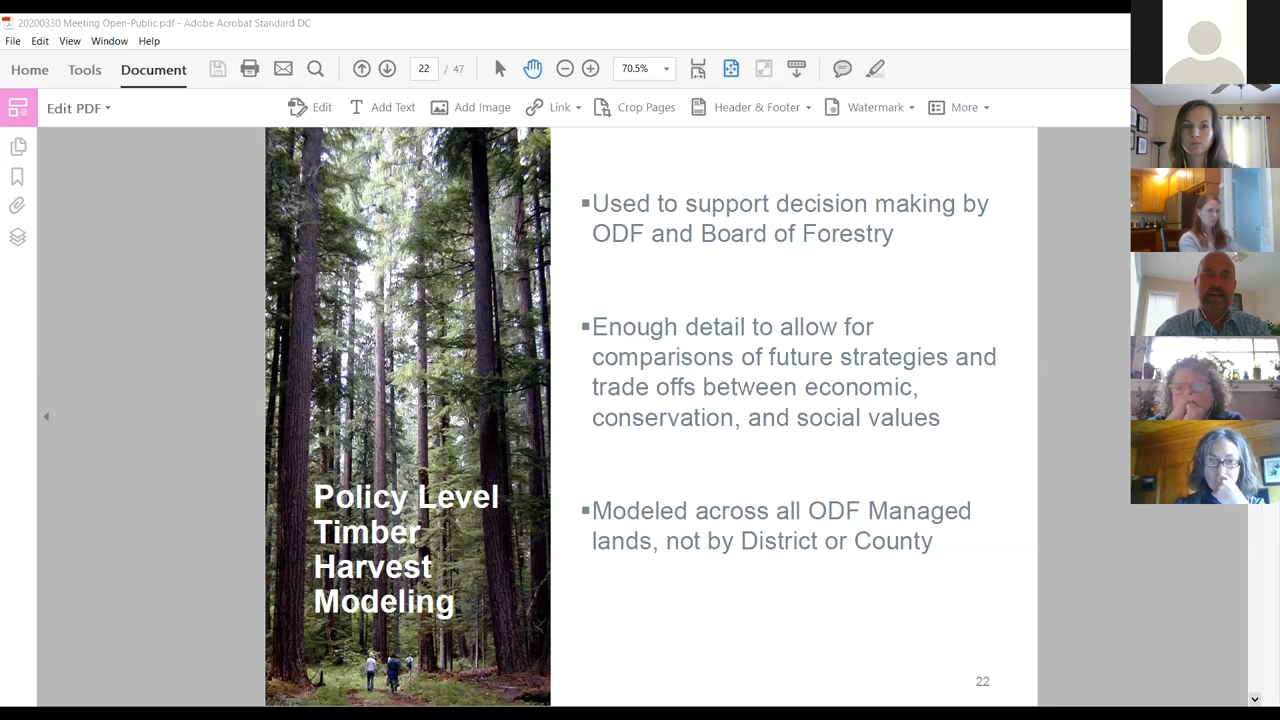 20200330 Meeting Open-Public.pdf - Adobe Acrobat Standard DC
File Edit View Window Help
Home Tools Document 22 / 47 70.5%
Edit PDF Edit Add Text Add Image Link Crop Pages Header & Footer Watermark More
Policy Level
Timber
Harvest
Modeling
▪Used to support decision making by
ODF and Board of Forestry
▪Enough detail to allow for
comparisons of future strategies and
trade offs between economic,
conservation, and social values
▪Modeled across all ODF Managed
lands, not by District or County
22